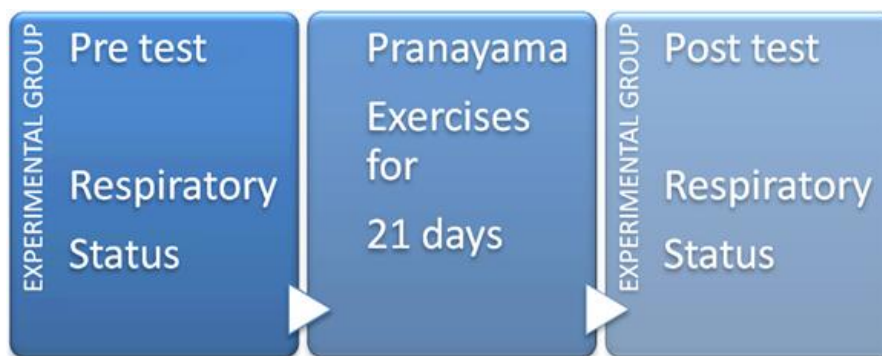 EXPERIMENTAL GROUP
Pre test
Respiratory
Status
Pranayama
Exercises
for
21 days
EXPERIMENTAL GROUP
Post test
Respiratory
Status